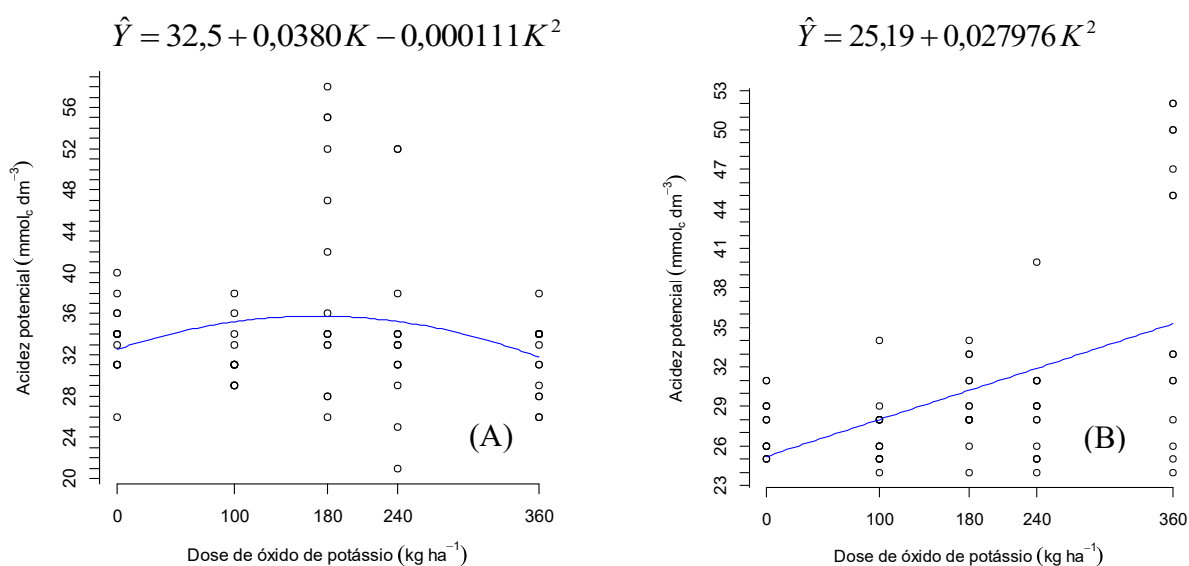 Ŷ = 32,5 + 0,0380K − 0,000111K²
Acidez potencial (mmol꜀ dm⁻³)
56
52
48
44
40
36
32
28
24
20
(A)
0 100 180 240 360
Dose de óxido de potássio (kg ha⁻¹)
Ŷ = 25,19 + 0,027976K²
Acidez potencial (mmol꜀ dm⁻³)
53
50
47
44
41
38
35
32
29
26
23
(B)
0 100 180 240 360
Dose de óxido de potássio (kg ha⁻¹)